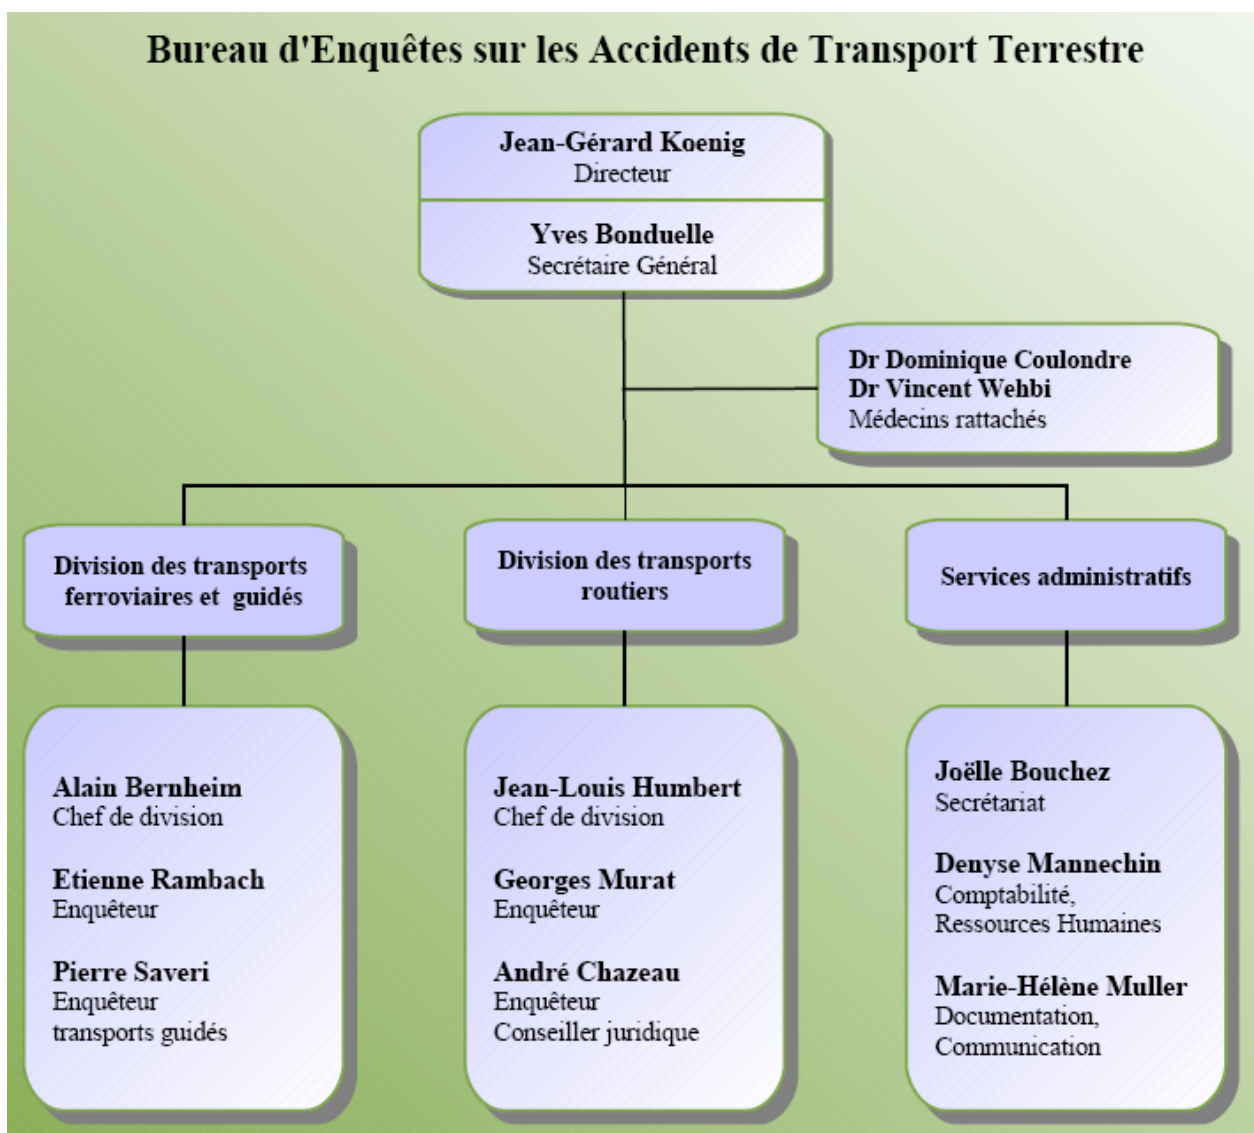 Bureau d'Enquêtes sur les Accidents de Transport Terrestre
Jean-Gérard Koenig
Directeur
Yves Bonduelle
Secrétaire Général
Dr Dominique Coulondre
Dr Vincent Wehbi
Médecins rattachés
Division des transports
ferroviaires et guidés
Division des transports
routiers
Services administratifs
Alain Bernheim
Chef de division
Etienne Rambach
Enquêteur
Pierre Saveri
Enquêteur
transports guidés
Jean-Louis Humbert
Chef de division
Georges Murat
Enquêteur
André Chazeau
Enquêteur
Conseiller juridique
Joëlle Bouchez
Secrétariat
Denyse Mannechin
Comptabilité,
Ressources Humaines
Marie-Hélène Muller
Documentation,
Communication